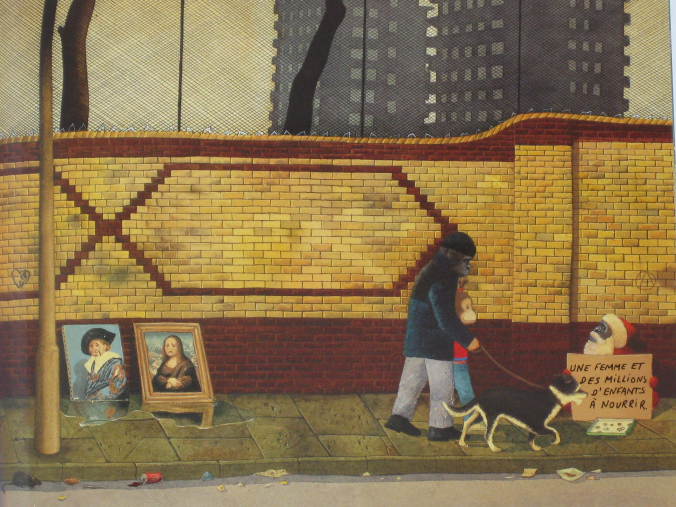 UNE FEMME ET
DES MILLIONS
D'ENFANTS
À NOURRIR.